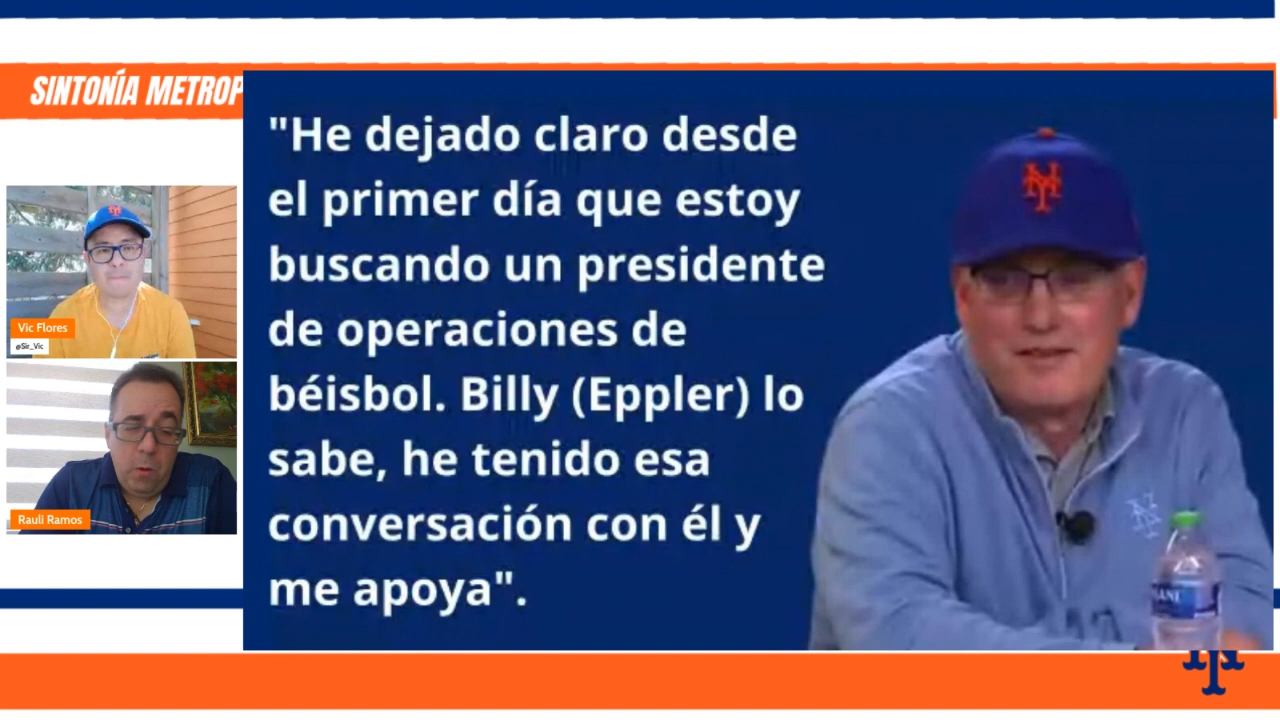 SINTONÍA METROP
"He dejado claro desde
el primer día que estoy
buscando un presidente
de operaciones de
béisbol. Billy (Eppler) lo
sabe, he tenido esa
conversación con él y
me apoya".
Vic Flores
@Sir_Vic
Rauli Ramos
NY